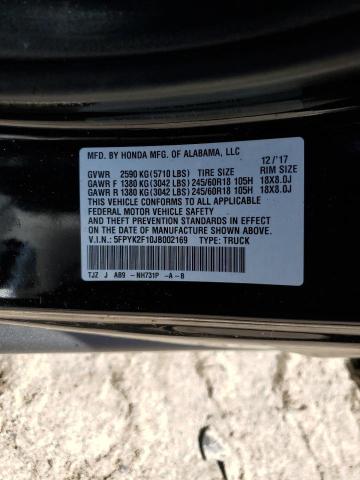 MFD. BY HONDA MFG. OF ALABAMA, LLC 12/'17
GVWR 2590 KG(5710 LBS) TIRE SIZE RIM SIZE
GAWR F 1380 KG(3042 LBS) 245/60R18 105H 18X8.0J
GAWR R 1380 KG(3042 LBS) 245/60R18 105H 18X8.0J
THIS VEHICLE CONFORMS TO ALL APPLICABLE
FEDERAL MOTOR VEHICLE SAFETY
AND THEFT PREVENTION STANDARDS IN EFFECT
ON THE DATE OF MANUFACTURE SHOWN ABOVE.
V.I.N.: 5FPYK2F10JB002169 TYPE: TRUCK
TJZ J AB9 -NH731P -A-B